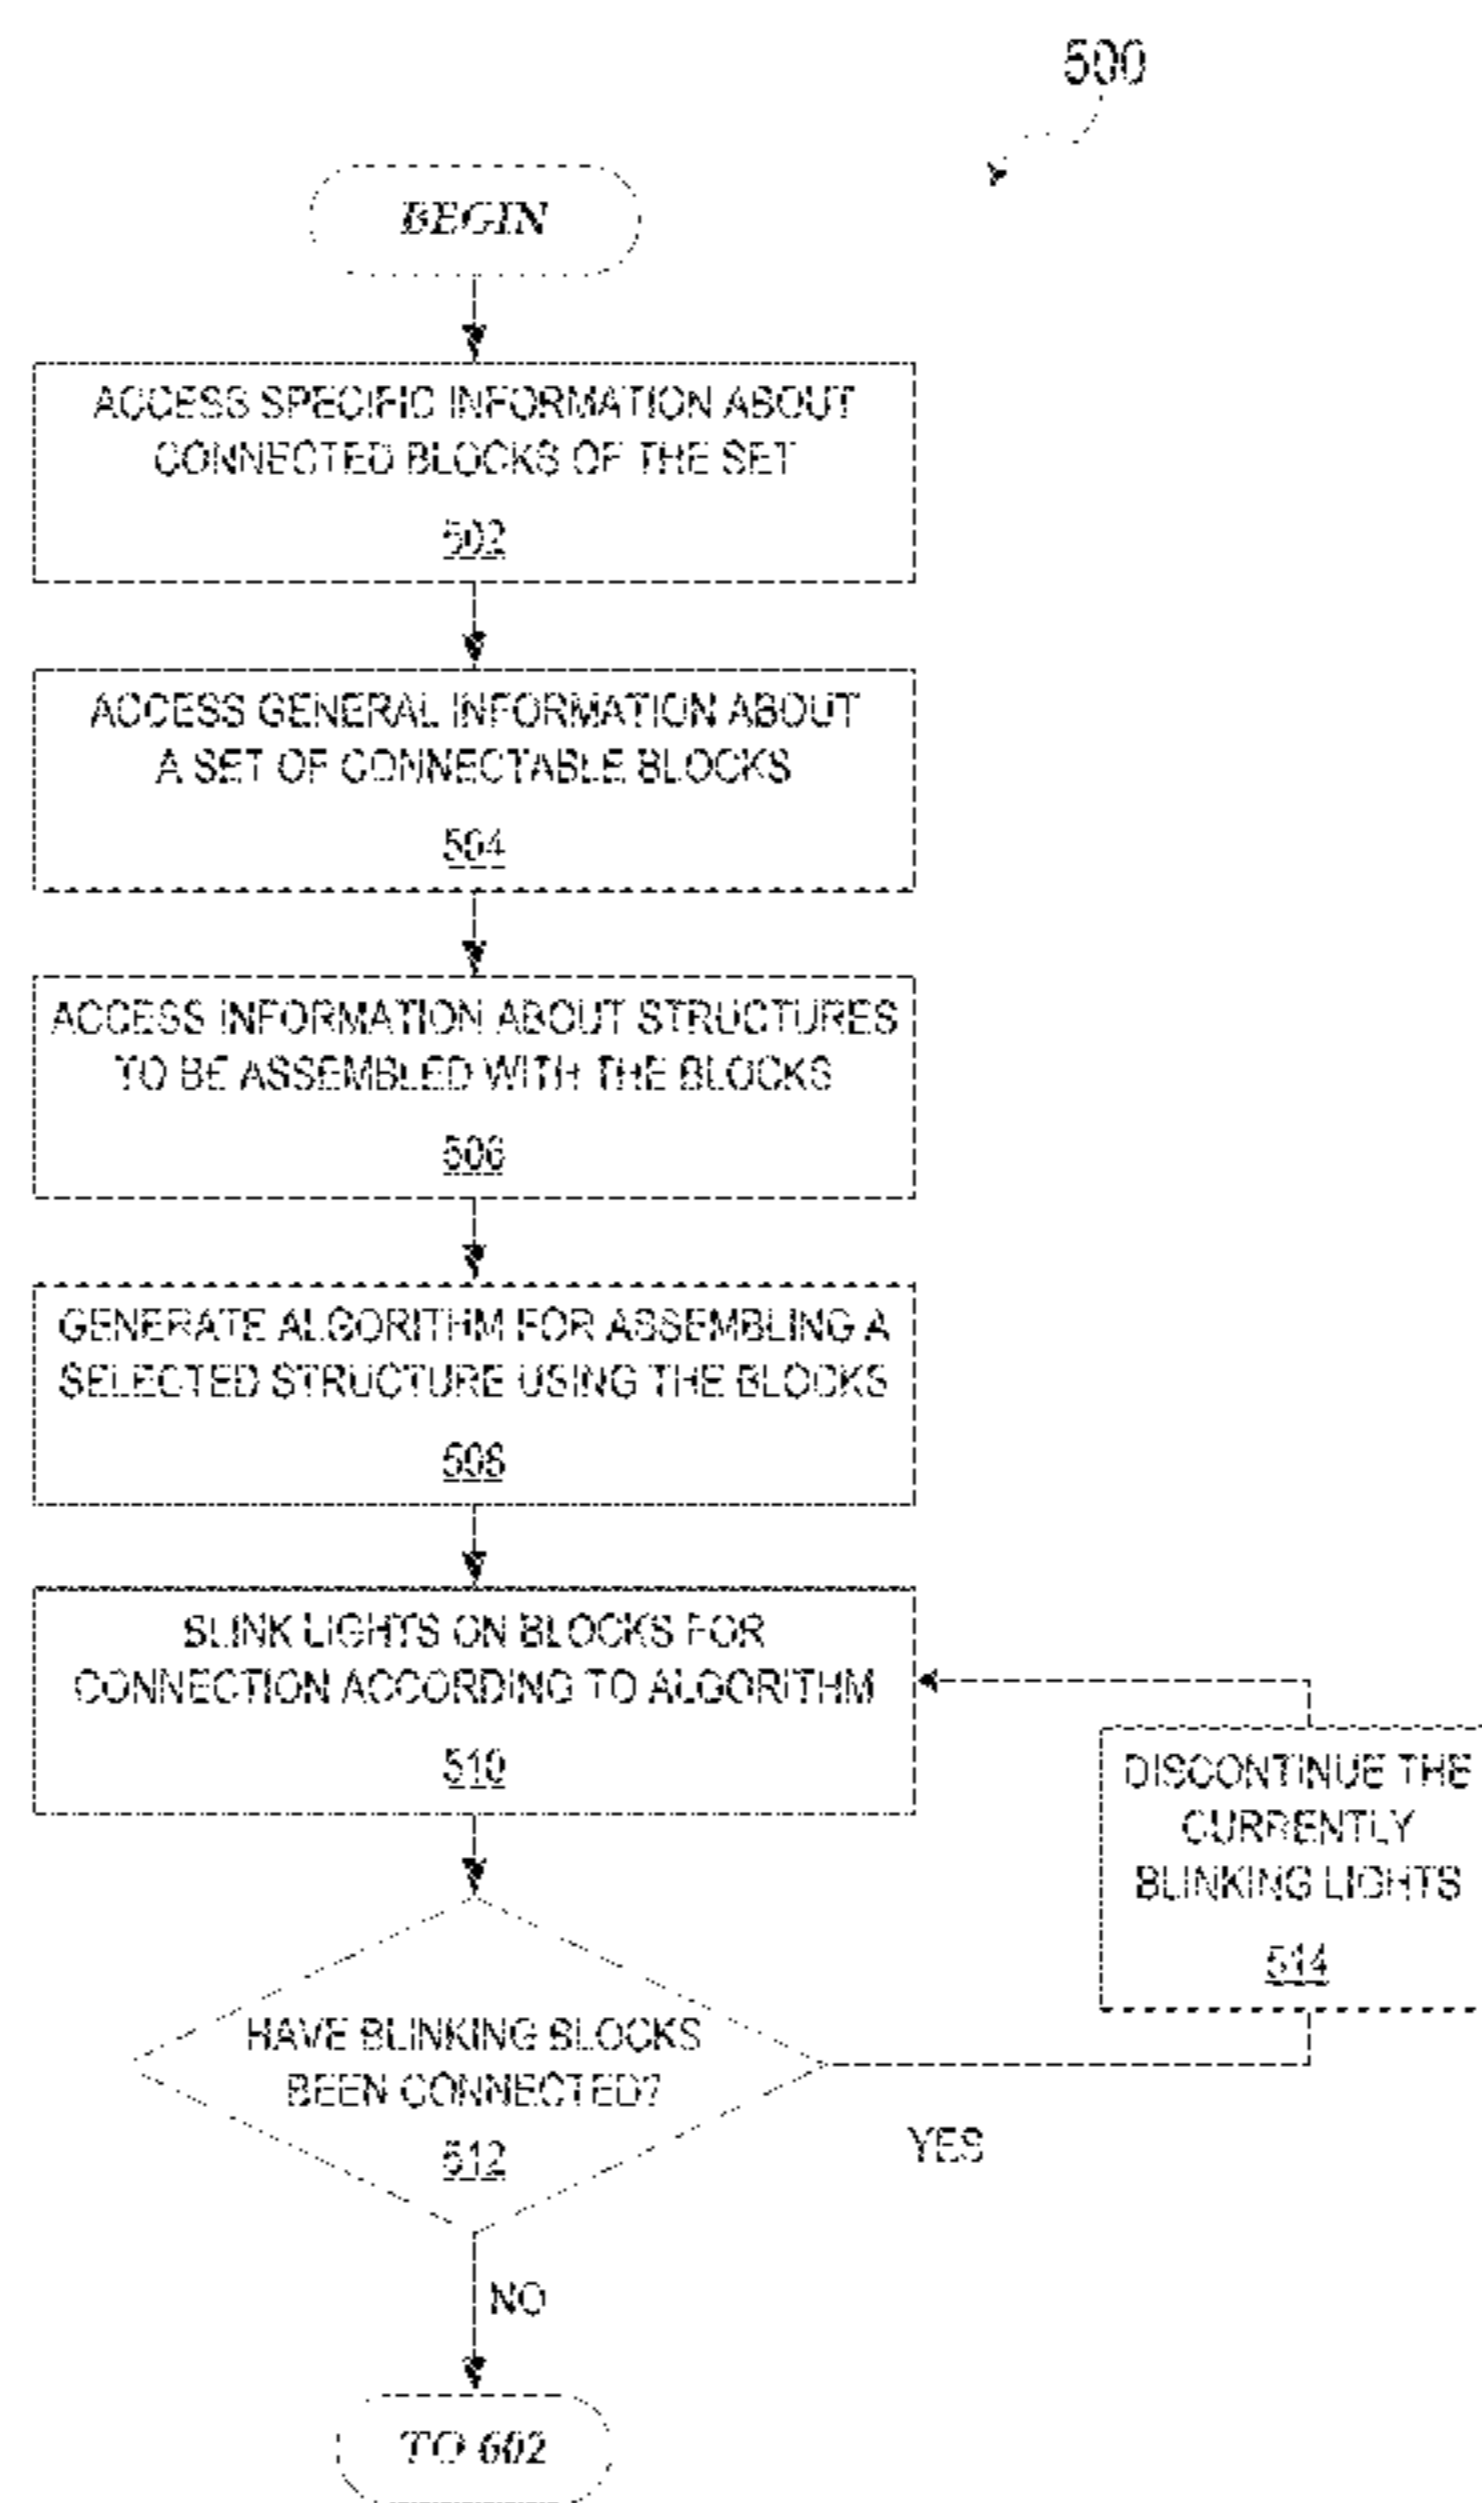 500
BEGIN
ACCESS SPECIFIC INFORMATION ABOUT
CONNECTED BLOCKS OF THE SET
502
ACCESS GENERAL INFORMATION ABOUT
A SET OF CONNECTABLE BLOCKS
504
ACCESS INFORMATION ABOUT STRUCTURES
TO BE ASSEMBLED WITH THE BLOCKS
506
GENERATE ALGORITHM FOR ASSEMBLING A
SELECTED STRUCTURE USING THE BLOCKS
508
BLINK LIGHTS ON BLOCKS FOR
CONNECTION ACCORDING TO ALGORITHM
510
DISCONTINUE THE
CURRENTLY
BLINKING LIGHTS
514
HAVE BLINKING BLOCKS
BEEN CONNECTED?
512
YES
NO
TO 602